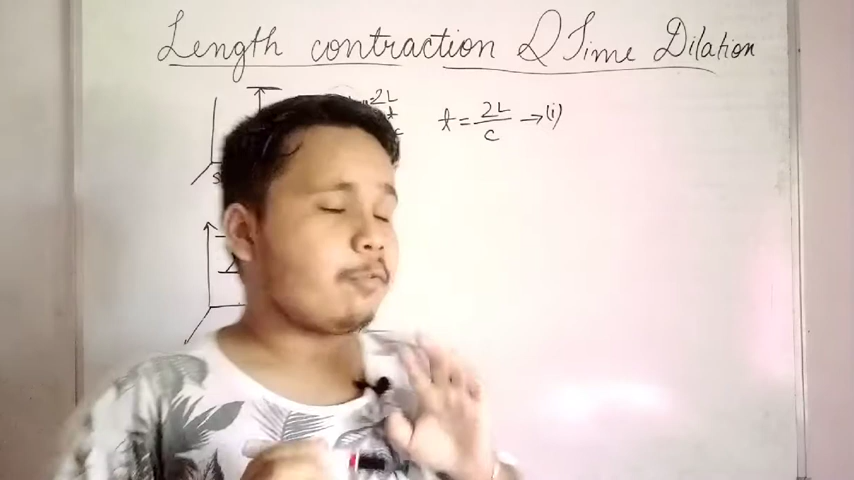 Length contraction & Time Dilation
2L
t = 2L/c → (i)
c
S